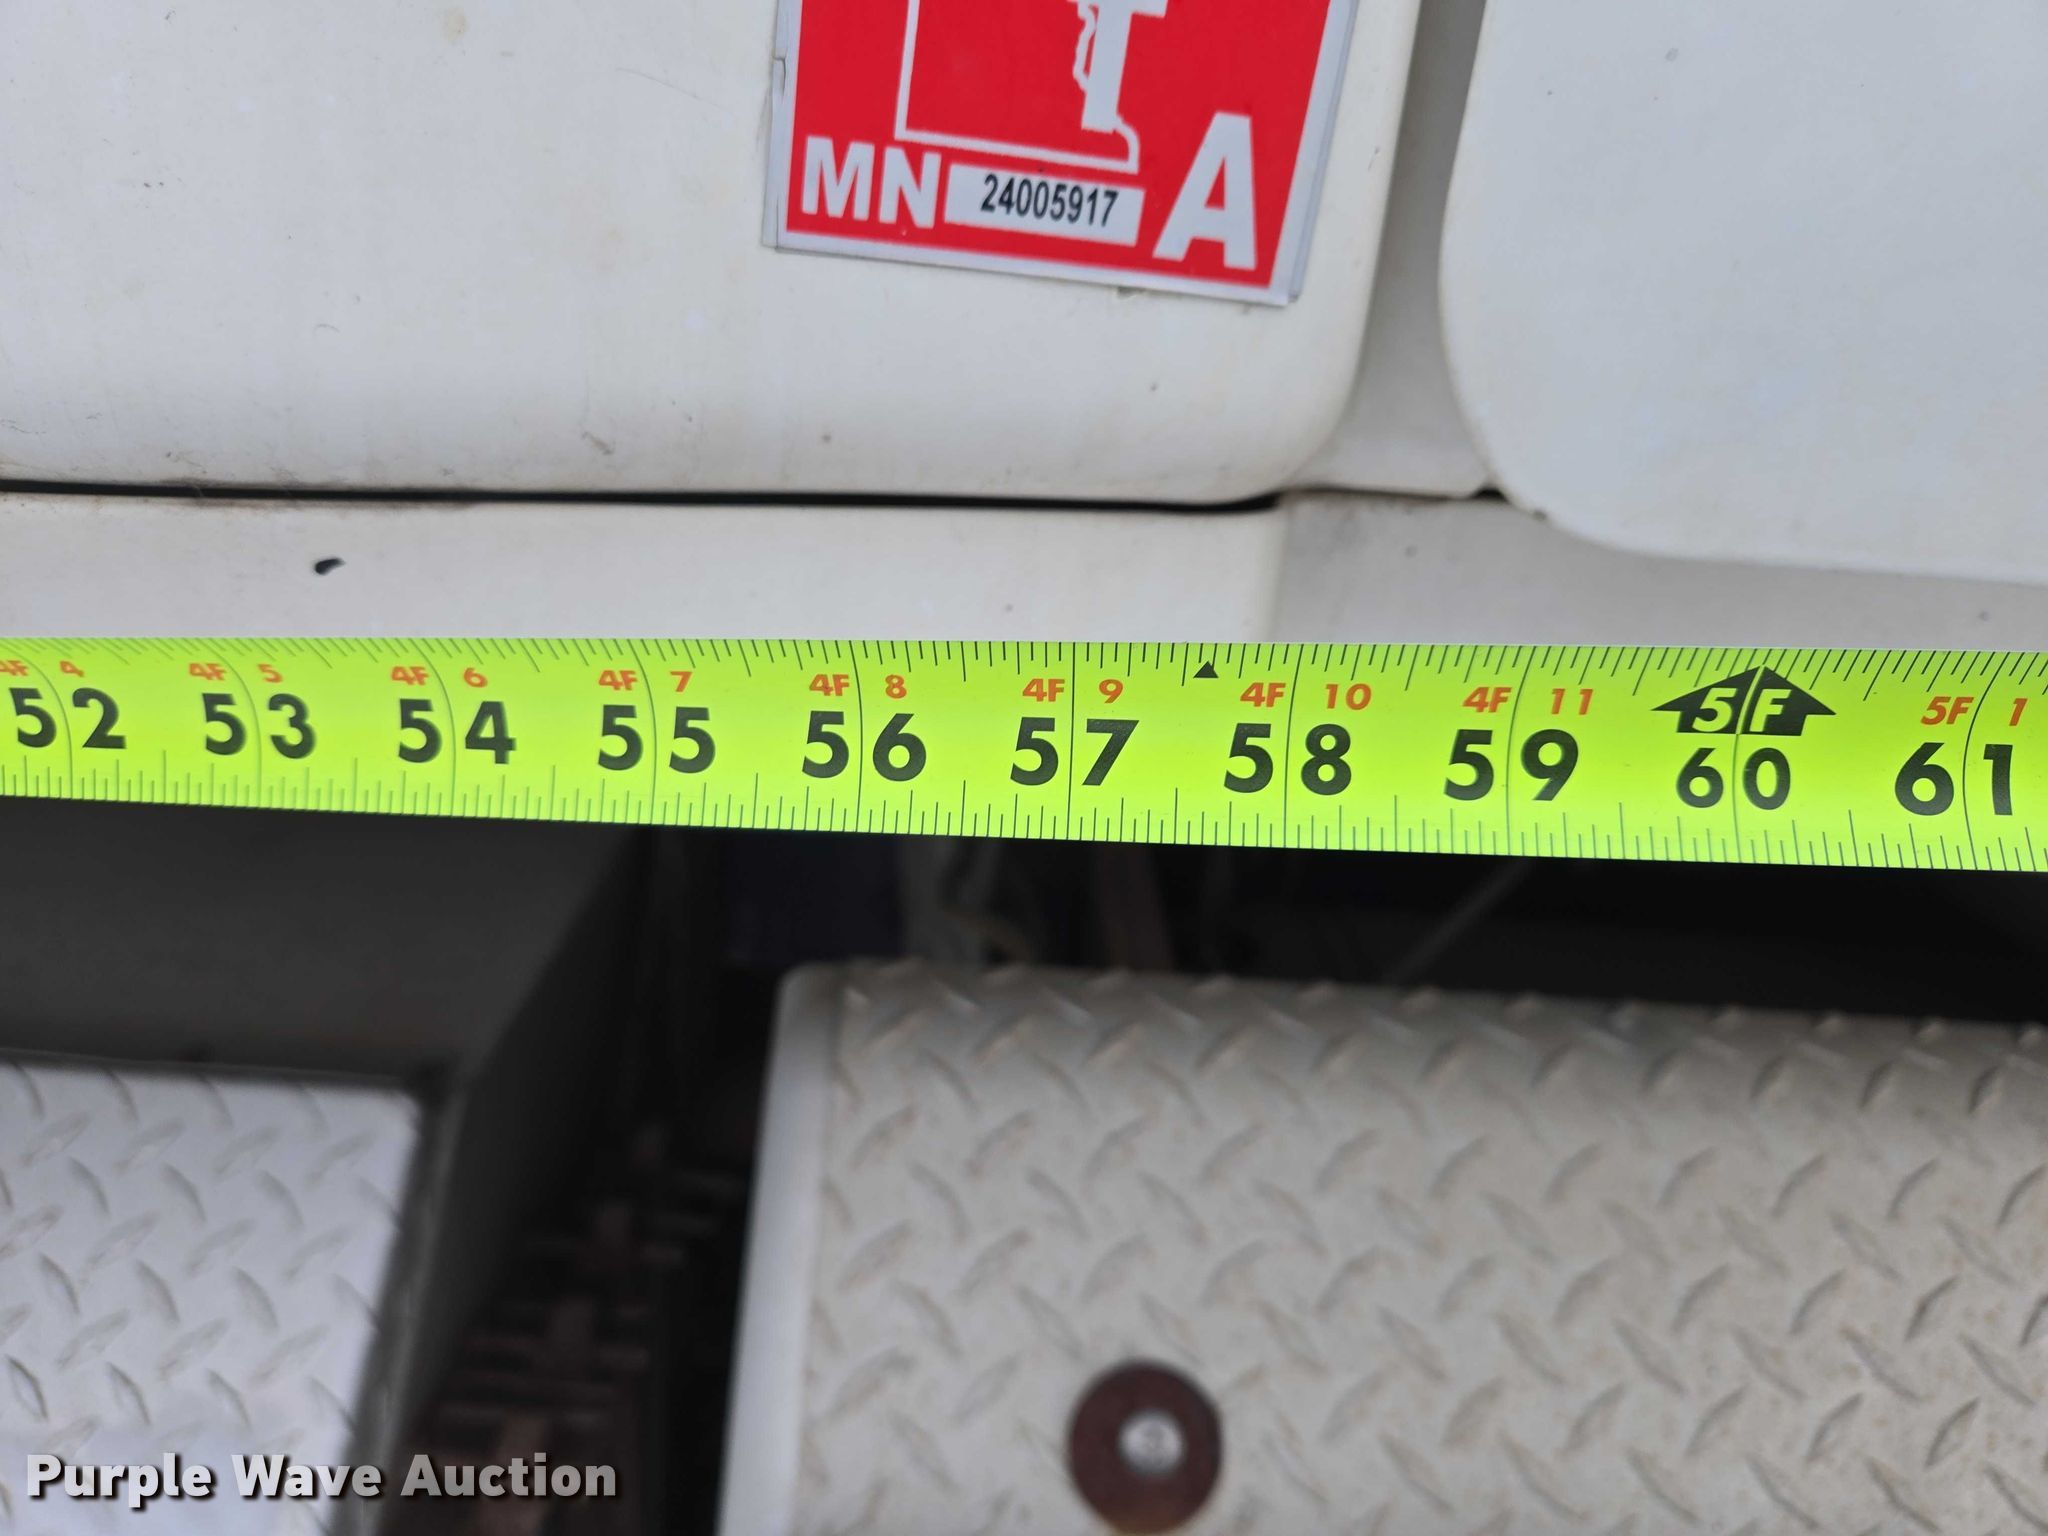 MN 24005917 A
4F 4 4F 5 4F 6 4F 7 4F 8 4F 9 4F 10 4F 11 5F 5F 1
52 53 54 55 56 57 58 59 60 61
Purple Wave Auction